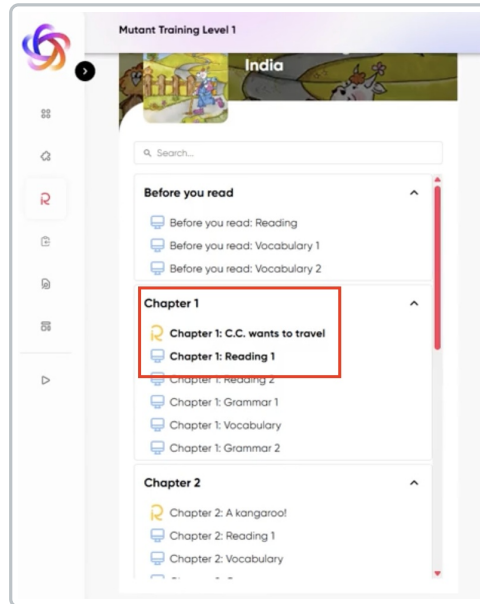 Mutant Training Level 1
India
Search...
Before you read
Before you read: Reading
Before you read: Vocabulary 1
Before you read: Vocabulary 2
Chapter 1
Chapter 1: C.C. wants to travel
Chapter 1: Reading 1
Chapter 1: Reading 2
Chapter 1: Grammar 1
Chapter 1: Vocabulary
Chapter 1: Grammar 2
Chapter 2
Chapter 2: A kangaroo!
Chapter 2: Reading 1
Chapter 2: Vocabulary